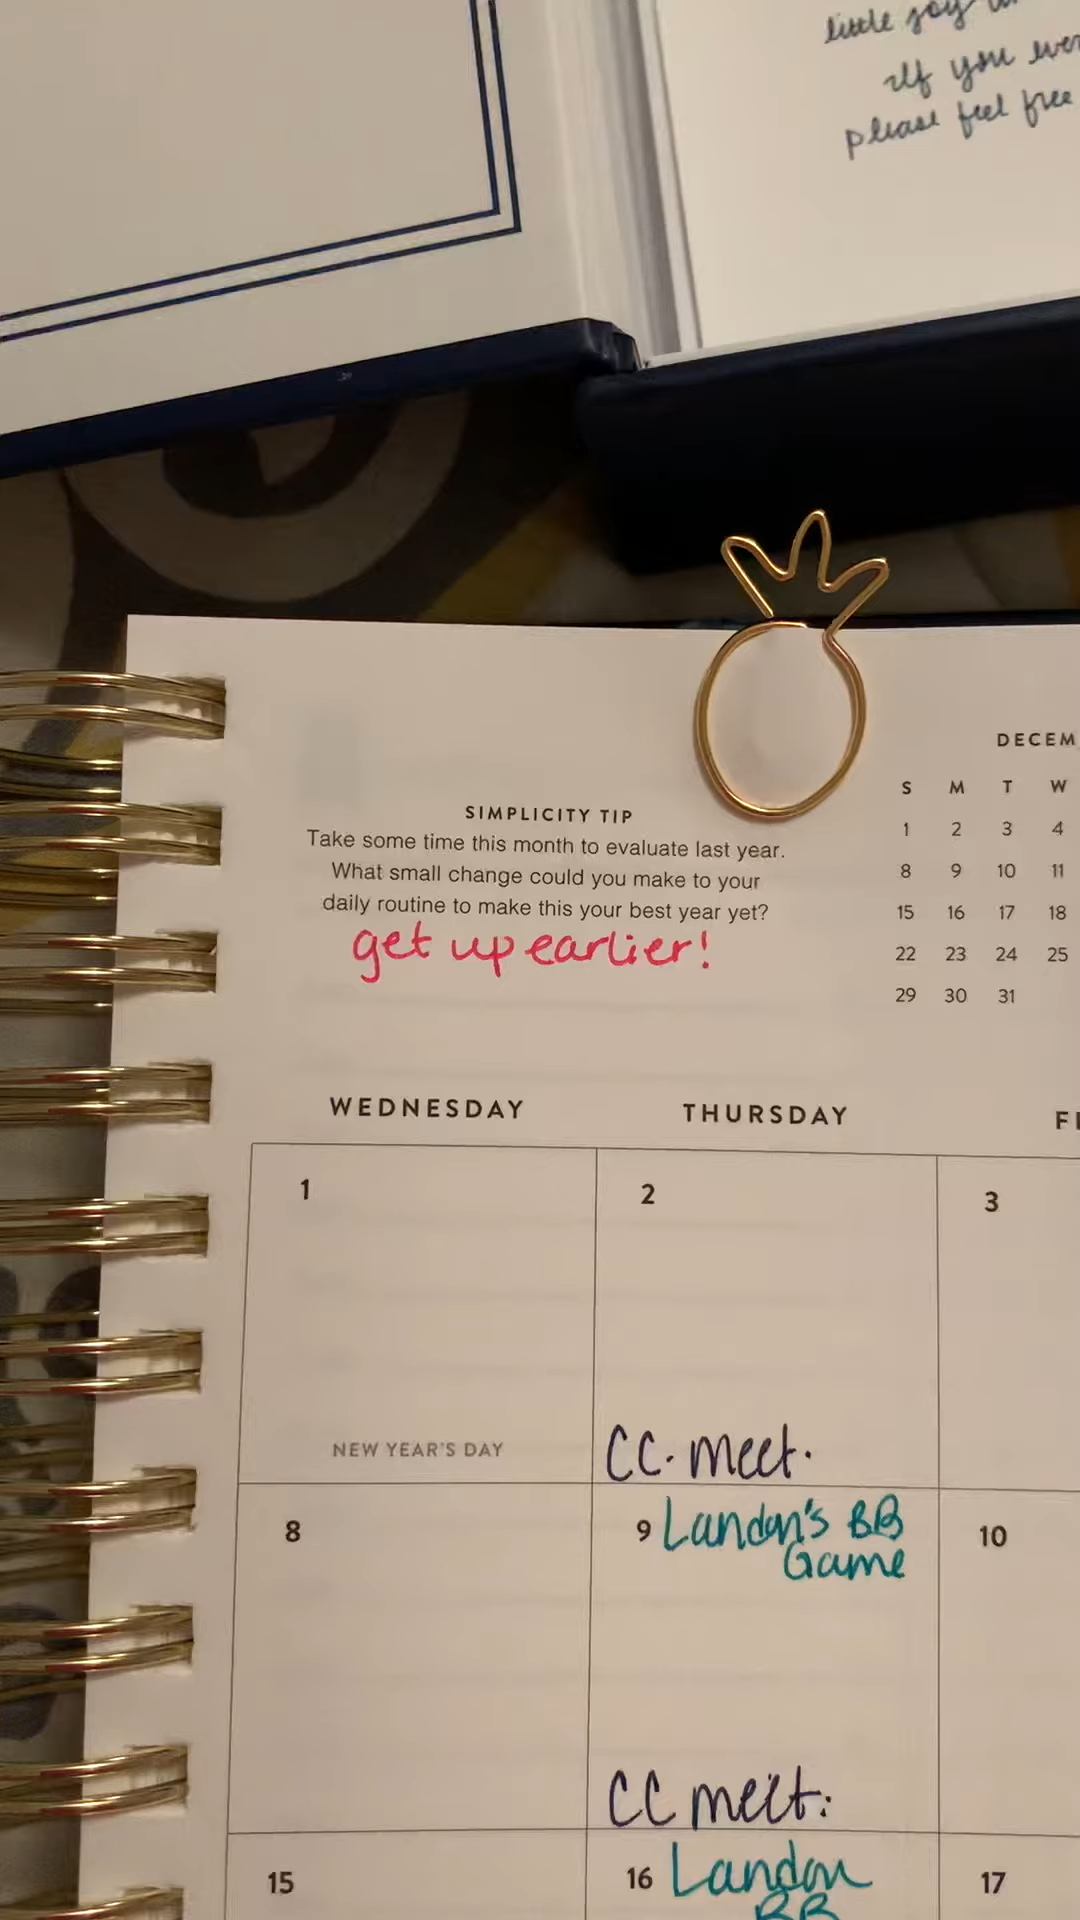 little joy
If you ever
please feel free
SIMPLICITY TIP
Take some time this month to evaluate last year.
What small change could you make to your
daily routine to make this your best year yet?
get up earlier!
DECEM
S M T W
1 2 3 4
8 9 10 11
15 16 17 18
22 23 24 25
29 30 31
WEDNESDAY THURSDAY
1 2 3
NEW YEAR'S DAY CC. meet.
8 9 Landon's BB 10
Game
CC meet.
15 16 Landon 17
BB